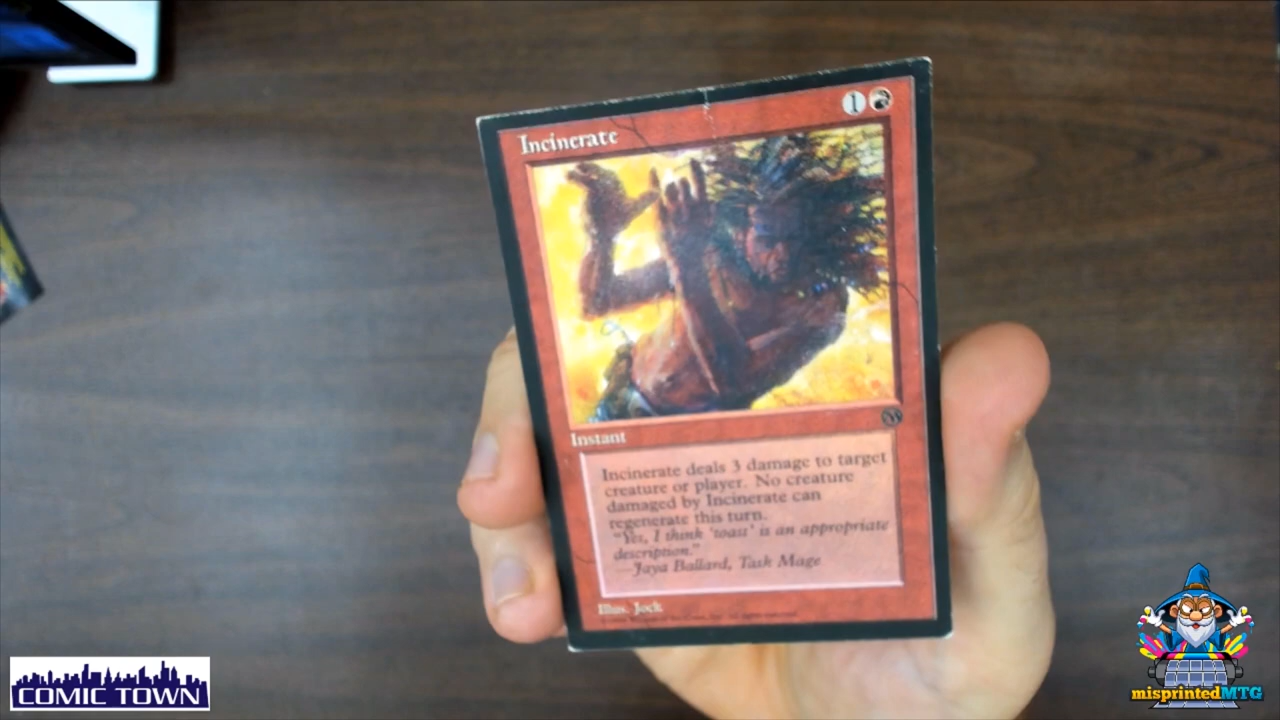 Incinerate
1
Instant
Incinerate deals 3 damage to target
creature or player. No creature
damaged by Incinerate can
regenerate this turn.
"Yes, I think 'toast' is an appropriate
description."
—Jaya Ballard, Task Mage
Illus. Jock
COMIC TOWN
misprintedMTG